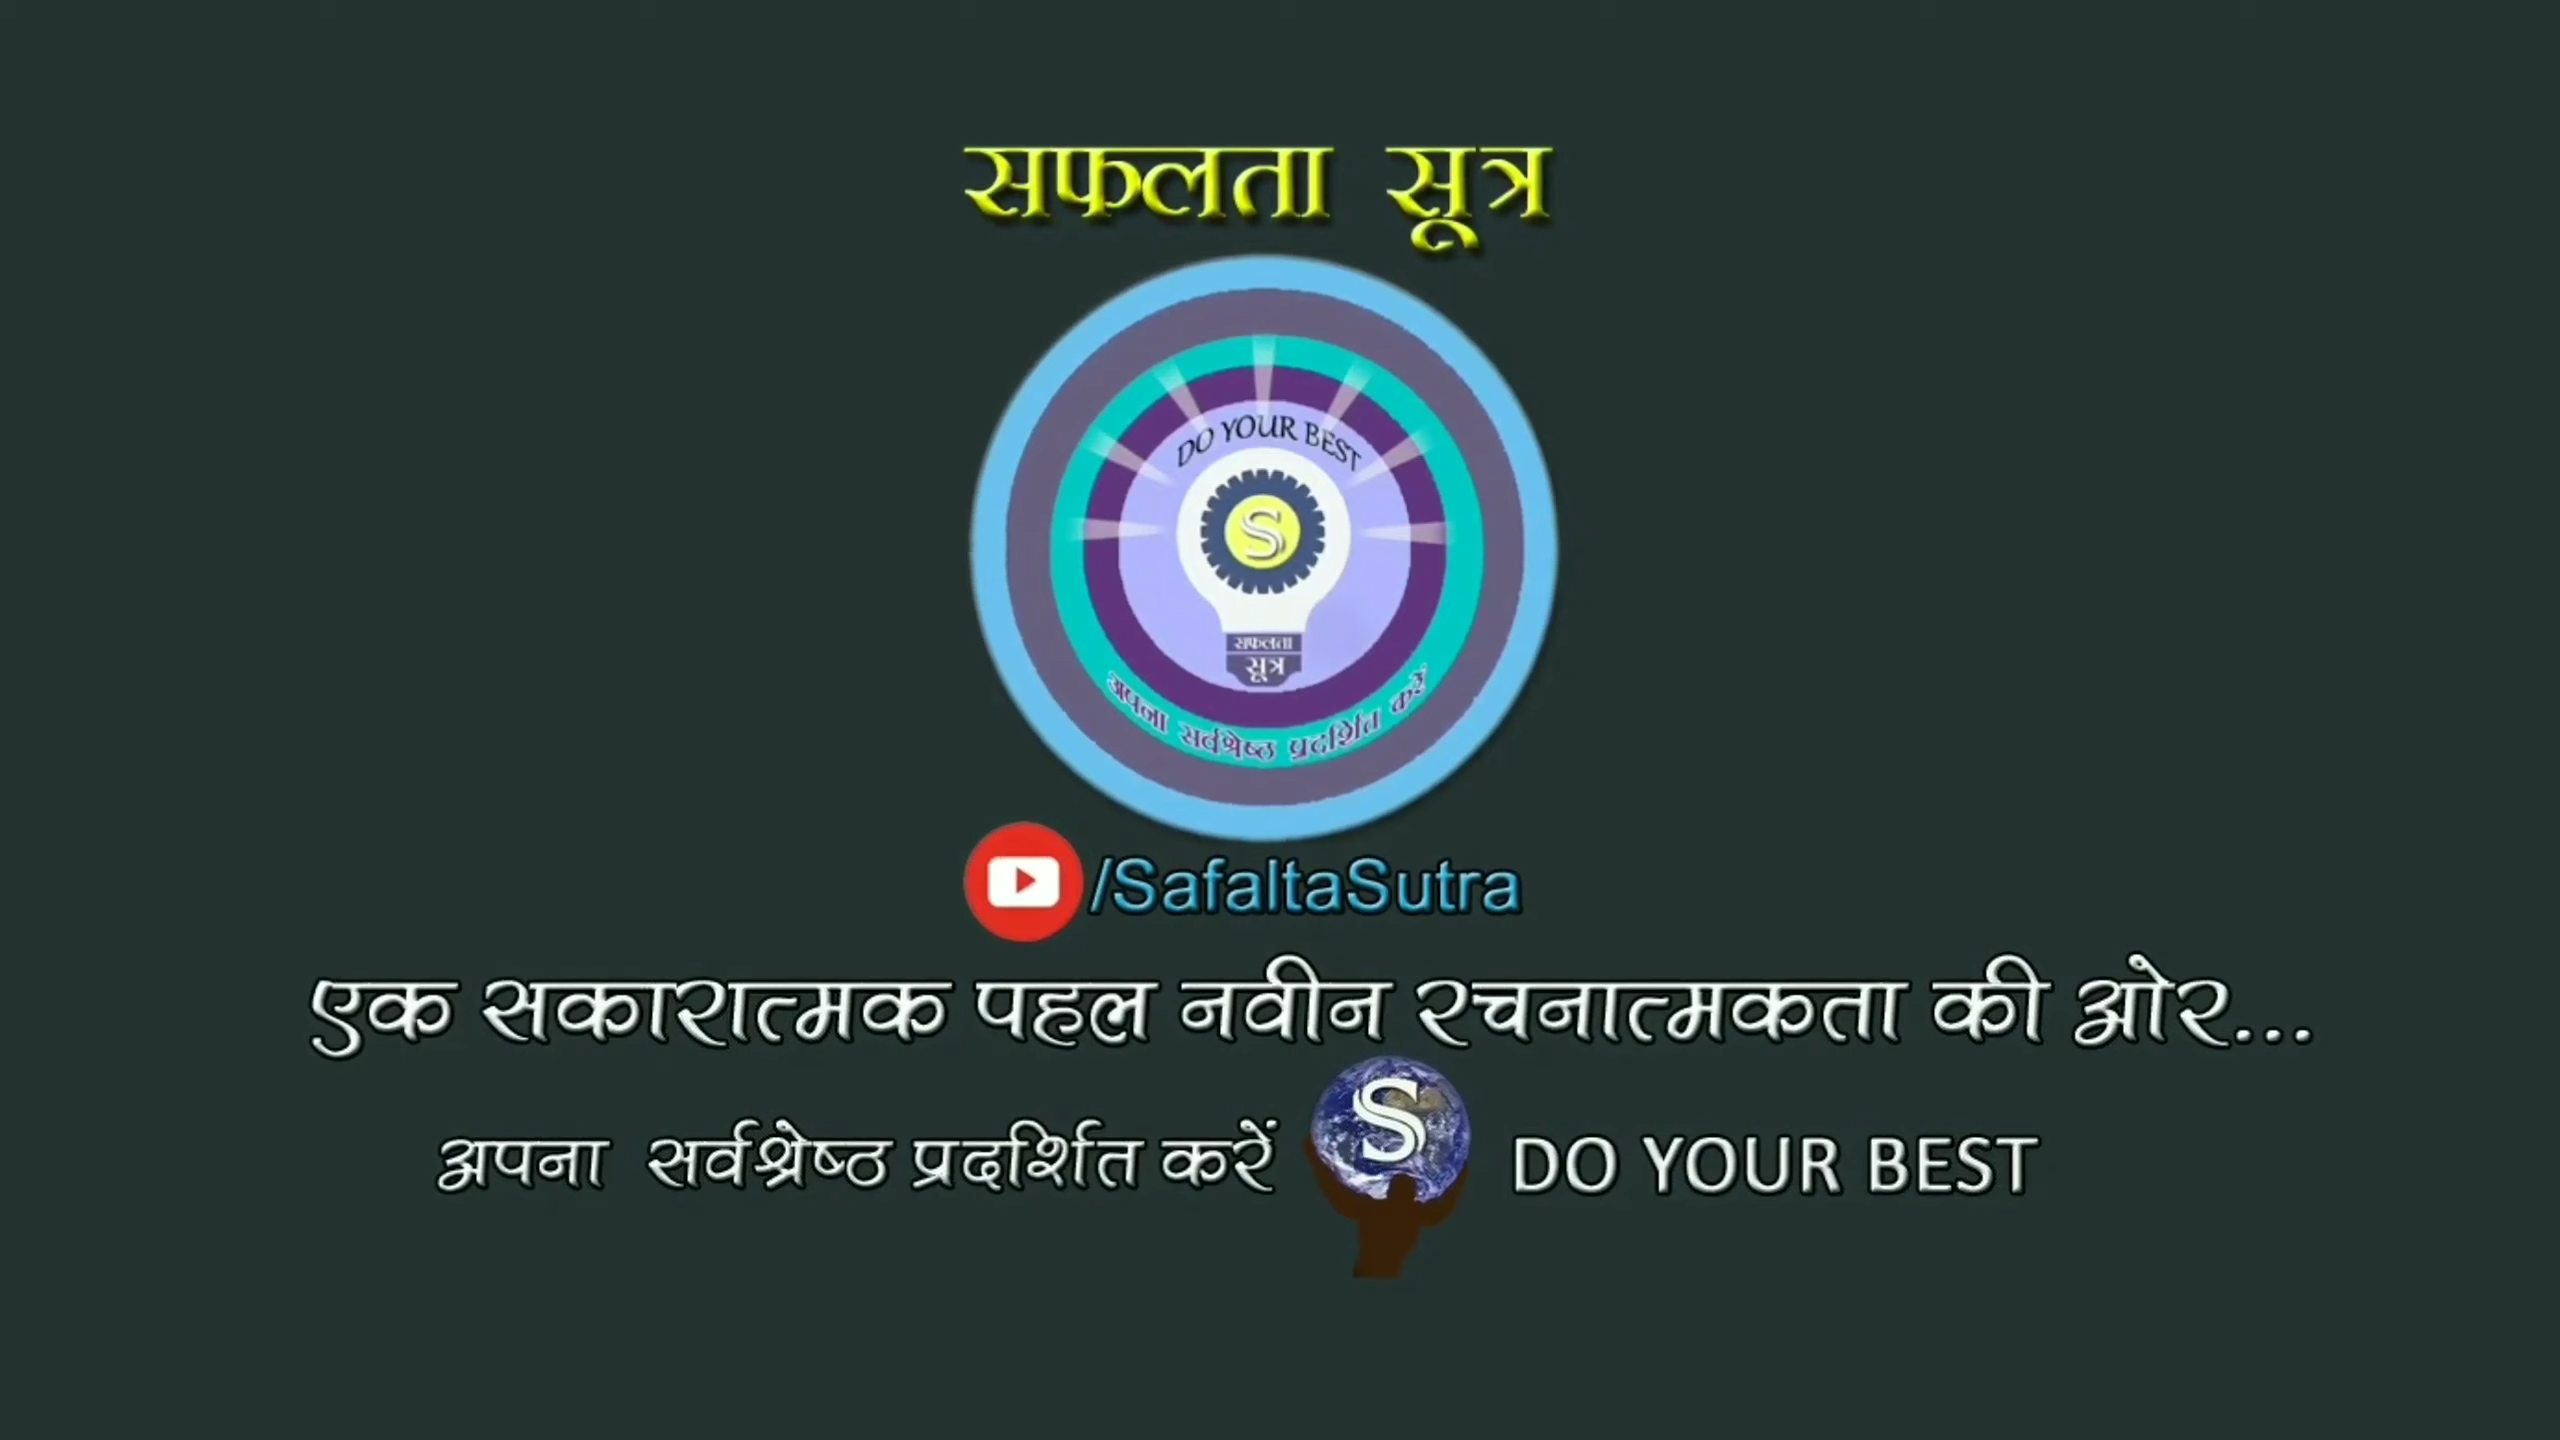 सफलता सूत्र
DO YOUR BEST
S
सफलता
सूत्र
अपना सर्वश्रेष्ठ प्रदर्शित करें
/SafaltaSutra
एक सकारात्मक पहल नवीन रचनात्मकता की ओर...
अपना सर्वश्रेष्ठ प्रदर्शित करें S DO YOUR BEST